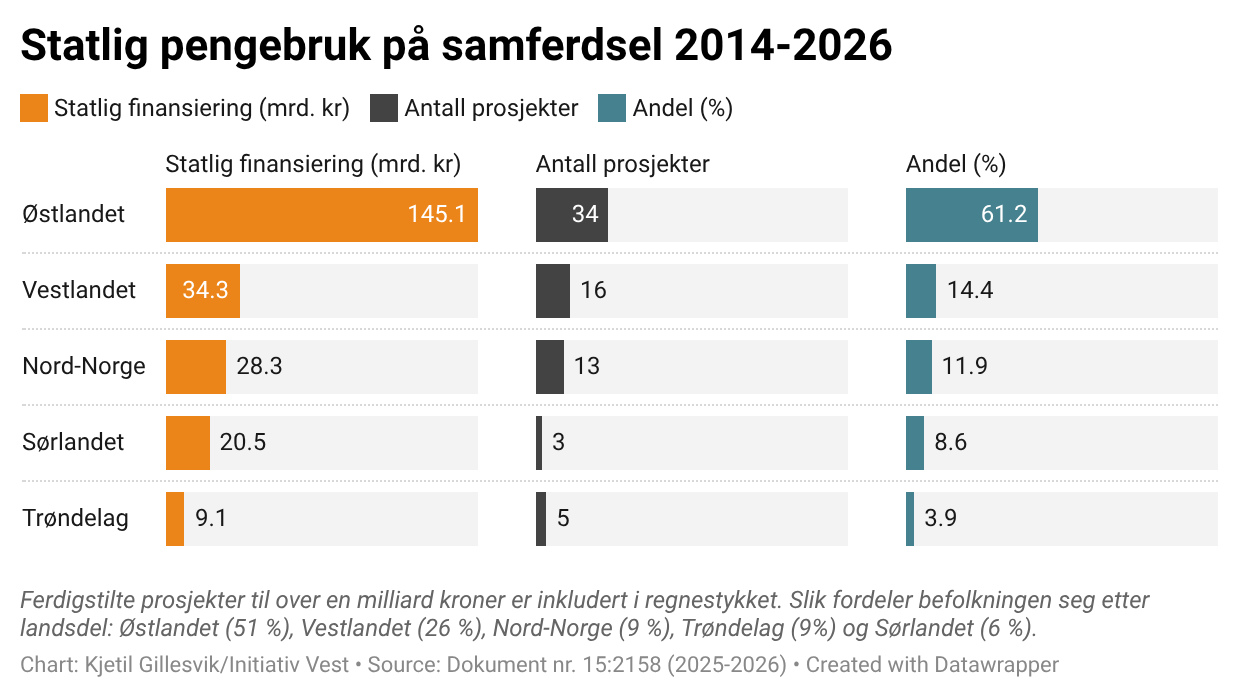 Statlig pengebruk på samferdsel 2014-2026
Statlig finansiering (mrd. kr) Antall prosjekter Andel (%)
Statlig finansiering (mrd. kr) Antall prosjekter Andel (%)
Østlandet 145.1 34 61.2
Vestlandet 34.3 16 14.4
Nord-Norge 28.3 13 11.9
Sørlandet 20.5 3 8.6
Trøndelag 9.1 5 3.9
Ferdigstilte prosjekter til over en milliard kroner er inkludert i regnestykket. Slik fordeler befolkningen seg etter
landsdel: Østlandet (51 %), Vestlandet (26 %), Nord-Norge (9 %), Trøndelag (9%) og Sørlandet (6 %).
Chart: Kjetil Gillesvik/Initiativ Vest • Source: Dokument nr. 15:2158 (2025-2026) • Created with Datawrapper